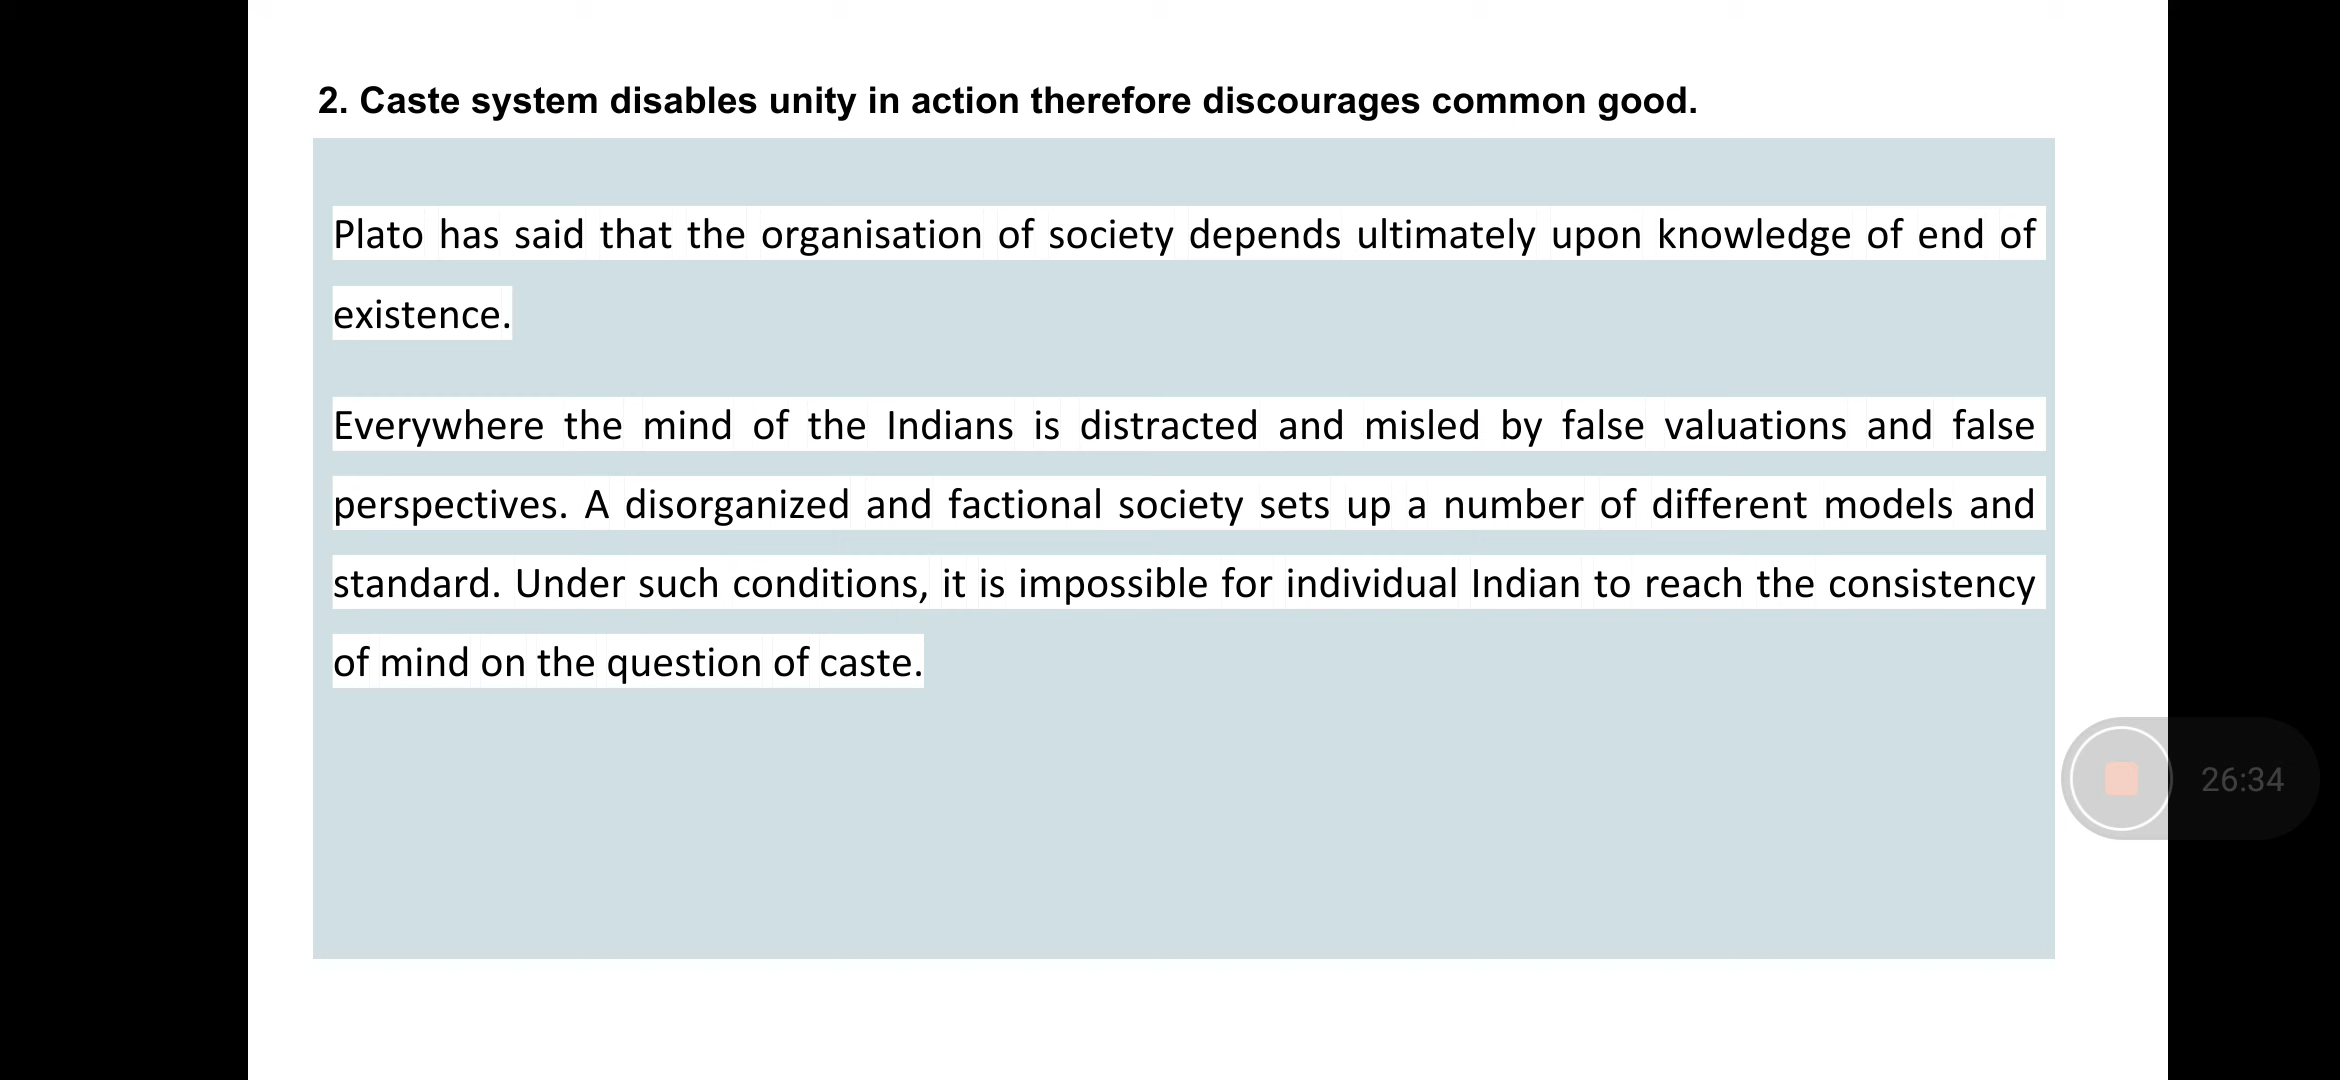 2. Caste system disables unity in action therefore discourages common good.
Plato has said that the organisation of society depends ultimately upon knowledge of end of
existence.
Everywhere the mind of the Indians is distracted and misled by false valuations and false
perspectives. A disorganized and factional society sets up a number of different models and
standard. Under such conditions, it is impossible for individual Indian to reach the consistency
of mind on the question of caste.
26:34